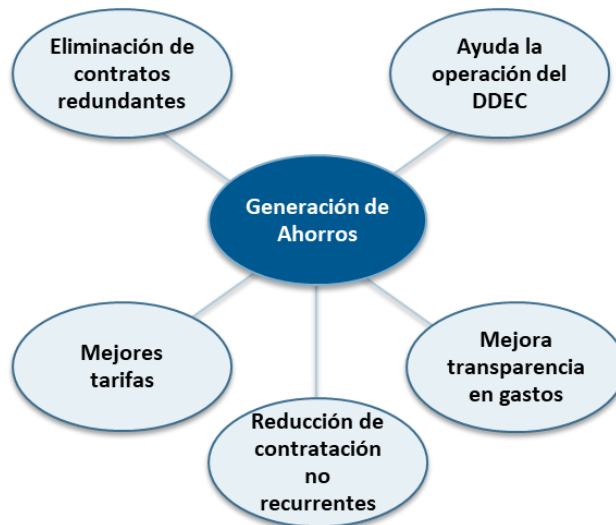 Eliminación de
contratos
redundantes
Ayuda la
operación del
DDEC
Generación de
Ahorros
Mejores
tarifas
Mejora
transparencia
en gastos
Reducción de
contratación
no
recurrentes